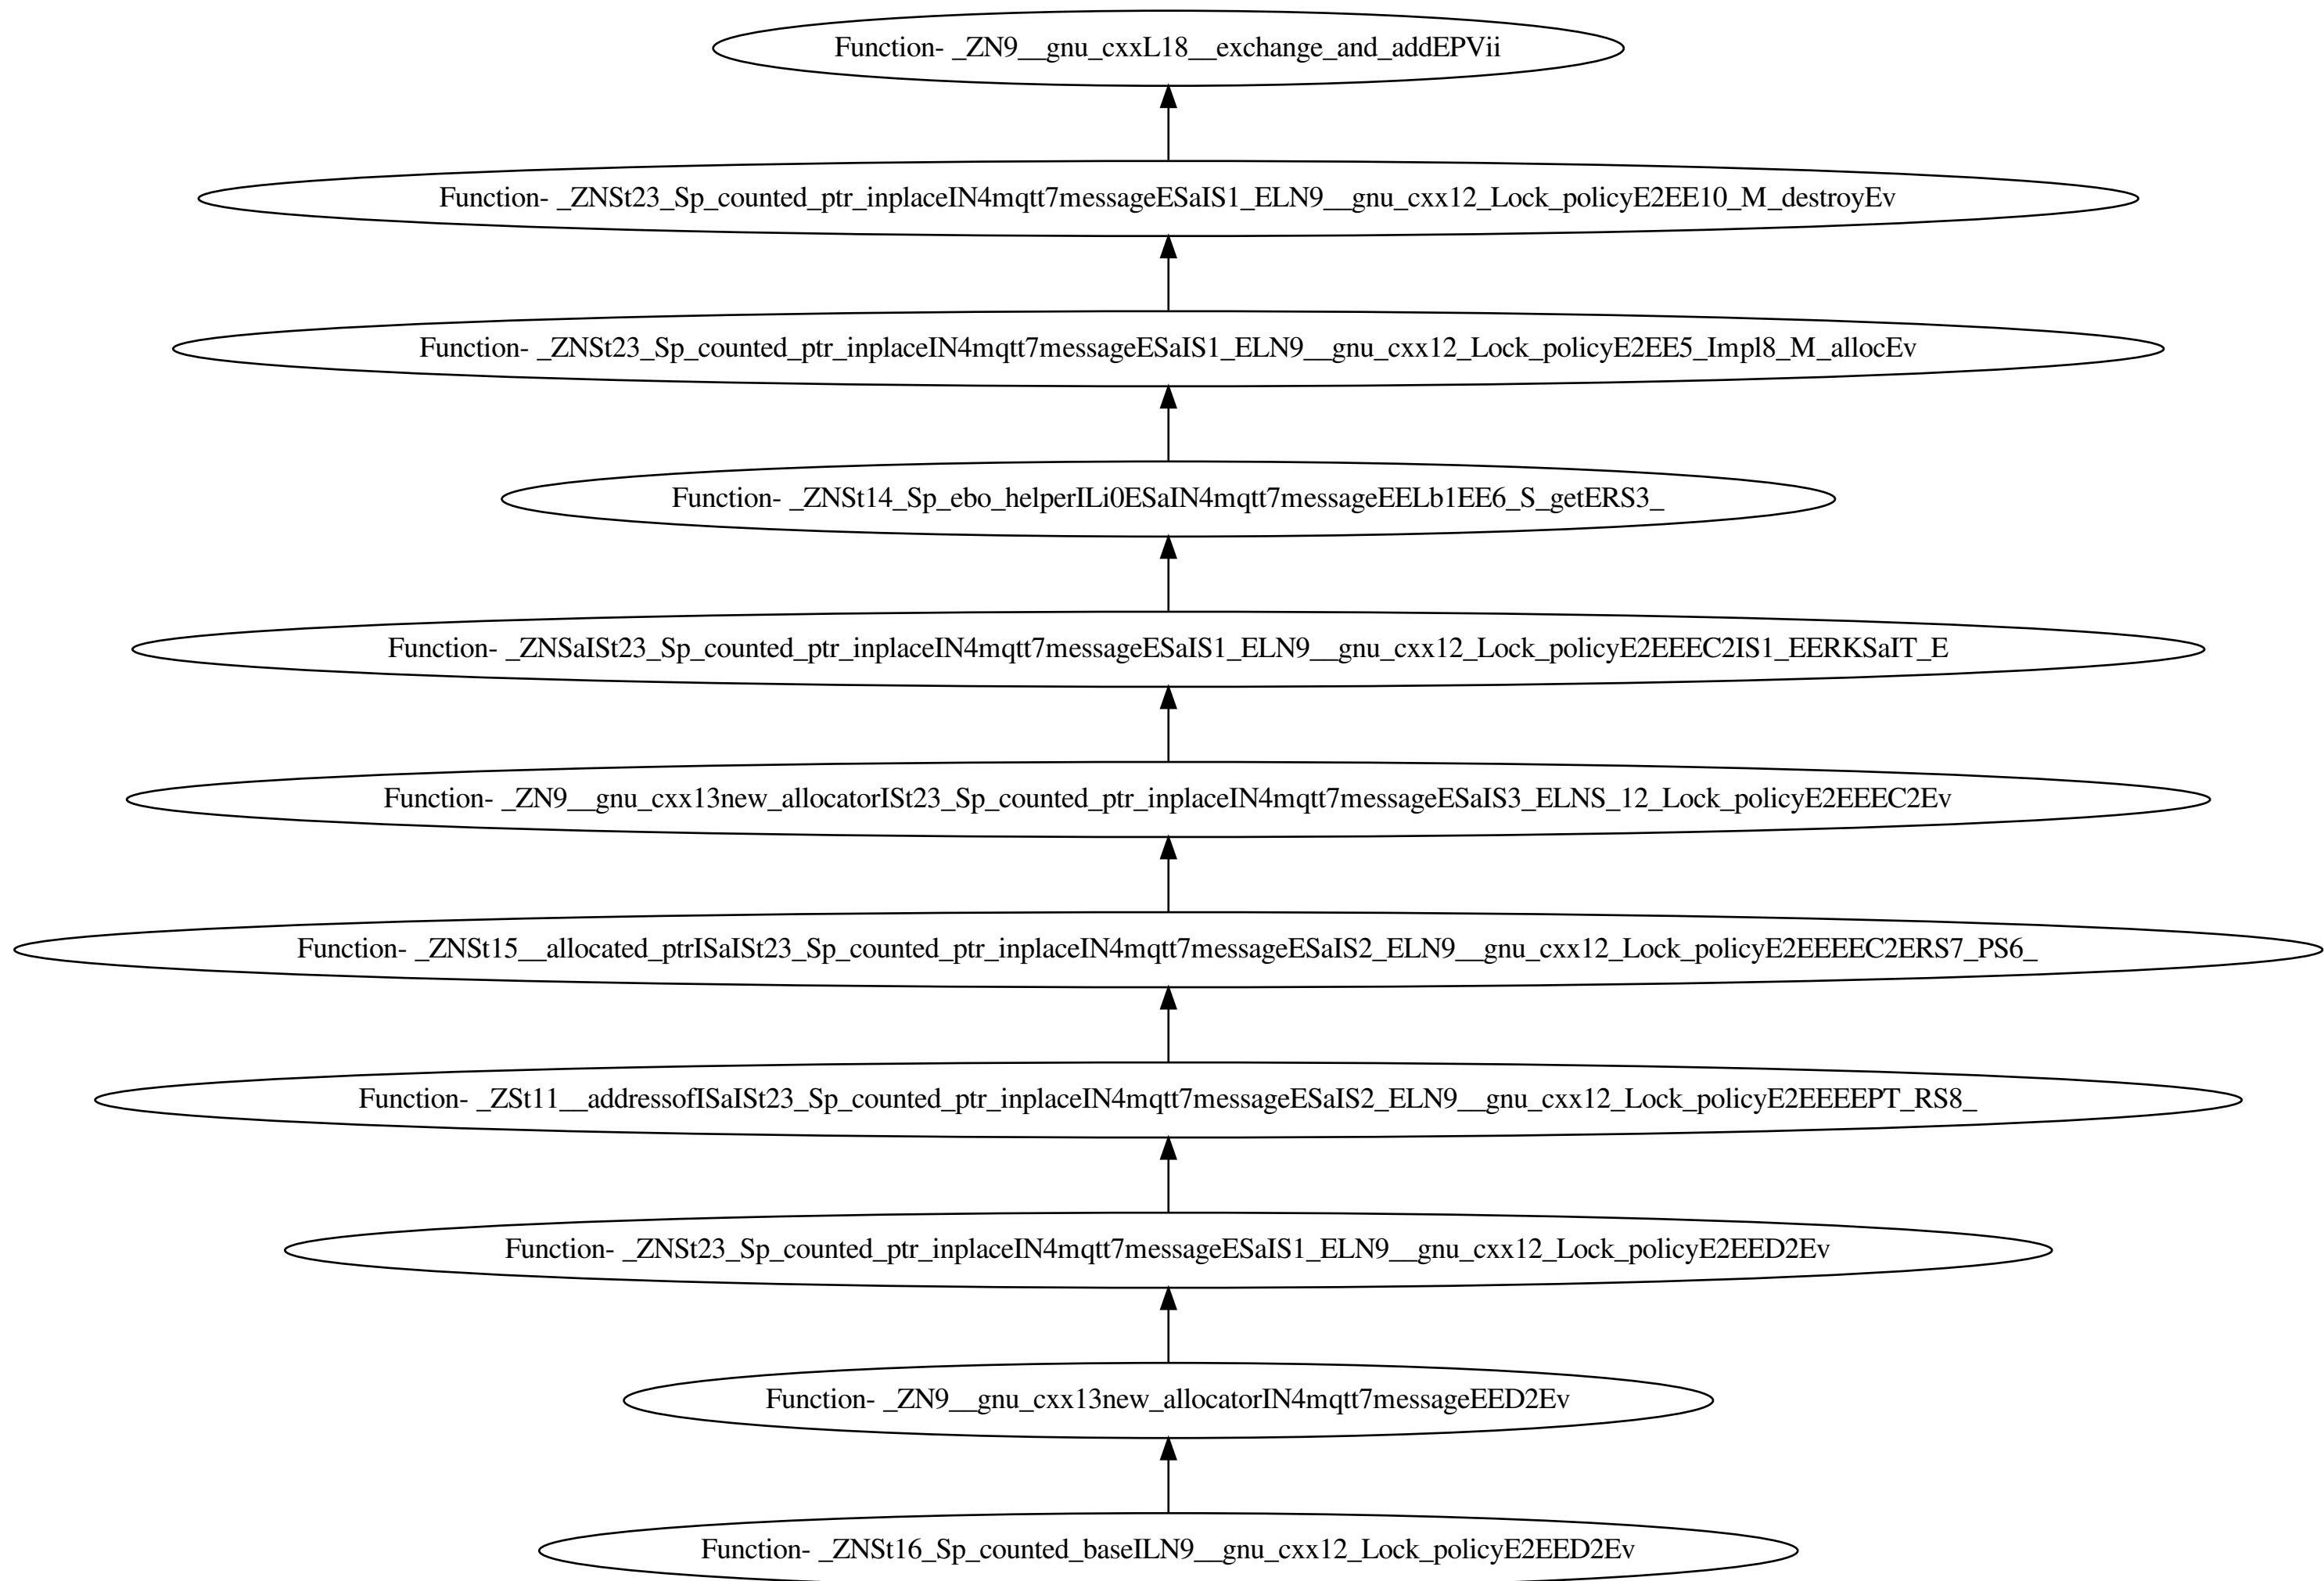 Function- _ZN9__gnu_cxxL18__exchange_and_addEPVii
Function- _ZNSt23_Sp_counted_ptr_inplaceIN4mqtt7messageESaIS1_ELN9__gnu_cxx12_Lock_policyE2EE10_M_destroyEv
Function- _ZNSt23_Sp_counted_ptr_inplaceIN4mqtt7messageESaIS1_ELN9__gnu_cxx12_Lock_policyE2EE5_Impl8_M_allocEv
Function- _ZNSt14_Sp_ebo_helperILi0ESaIN4mqtt7messageEELb1EE6_S_getERS3_
Function- _ZNSaISt23_Sp_counted_ptr_inplaceIN4mqtt7messageESaIS1_ELN9__gnu_cxx12_Lock_policyE2EEEC2IS1_EERKSaIT_E
Function- _ZN9__gnu_cxx13new_allocatorISt23_Sp_counted_ptr_inplaceIN4mqtt7messageESaIS3_ELNS_12_Lock_policyE2EEEC2Ev
Function- _ZNSt15__allocated_ptrISaISt23_Sp_counted_ptr_inplaceIN4mqtt7messageESaIS2_ELN9__gnu_cxx12_Lock_policyE2EEEEC2ERS7_PS6_
Function- _ZSt11__addressofISaISt23_Sp_counted_ptr_inplaceIN4mqtt7messageESaIS2_ELN9__gnu_cxx12_Lock_policyE2EEEEPT_RS8_
Function- _ZNSt23_Sp_counted_ptr_inplaceIN4mqtt7messageESaIS1_ELN9__gnu_cxx12_Lock_policyE2EED2Ev
Function- _ZN9__gnu_cxx13new_allocatorIN4mqtt7messageEED2Ev
Function- _ZNSt16_Sp_counted_baseILN9__gnu_cxx12_Lock_policyE2EED2Ev